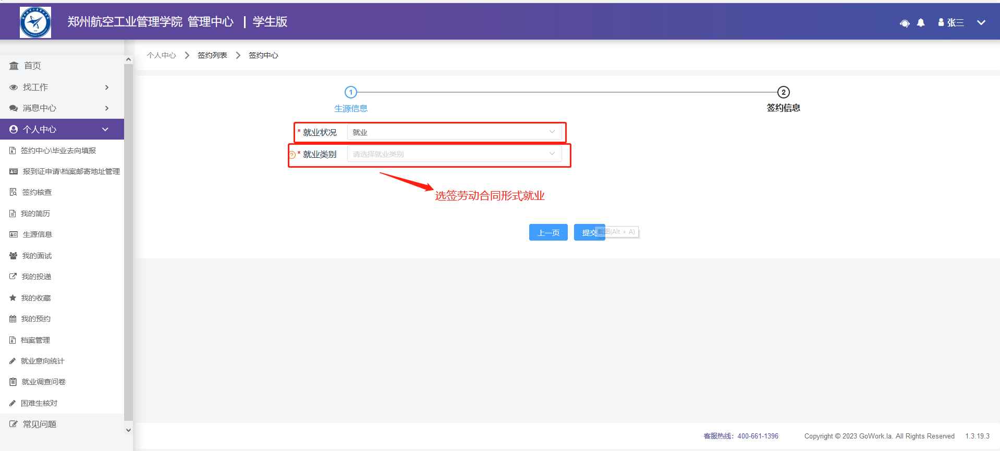 郑州航空工业管理学院 管理中心 | 学生版
张三
首页
找工作
消息中心
个人中心
签约中心\毕业去向填报
报到证申请\档案邮寄地址管理
签约核查
我的简历
生源信息
我的面试
我的投递
我的收藏
我的预约
档案管理
就业意向统计
就业调查问卷
困难生核对
常见问题
个人中心 > 签约列表 > 签约中心
1
生源信息
2
签约信息
* 就业状况 就业
? * 就业类别 请选择就业类别
选签劳动合同形式就业
上一页 提交 截图(Alt + A)
客服热线：400-661-1396 Copyright © 2023 GoWork.la. All Rights Reserved 1.3.19.3